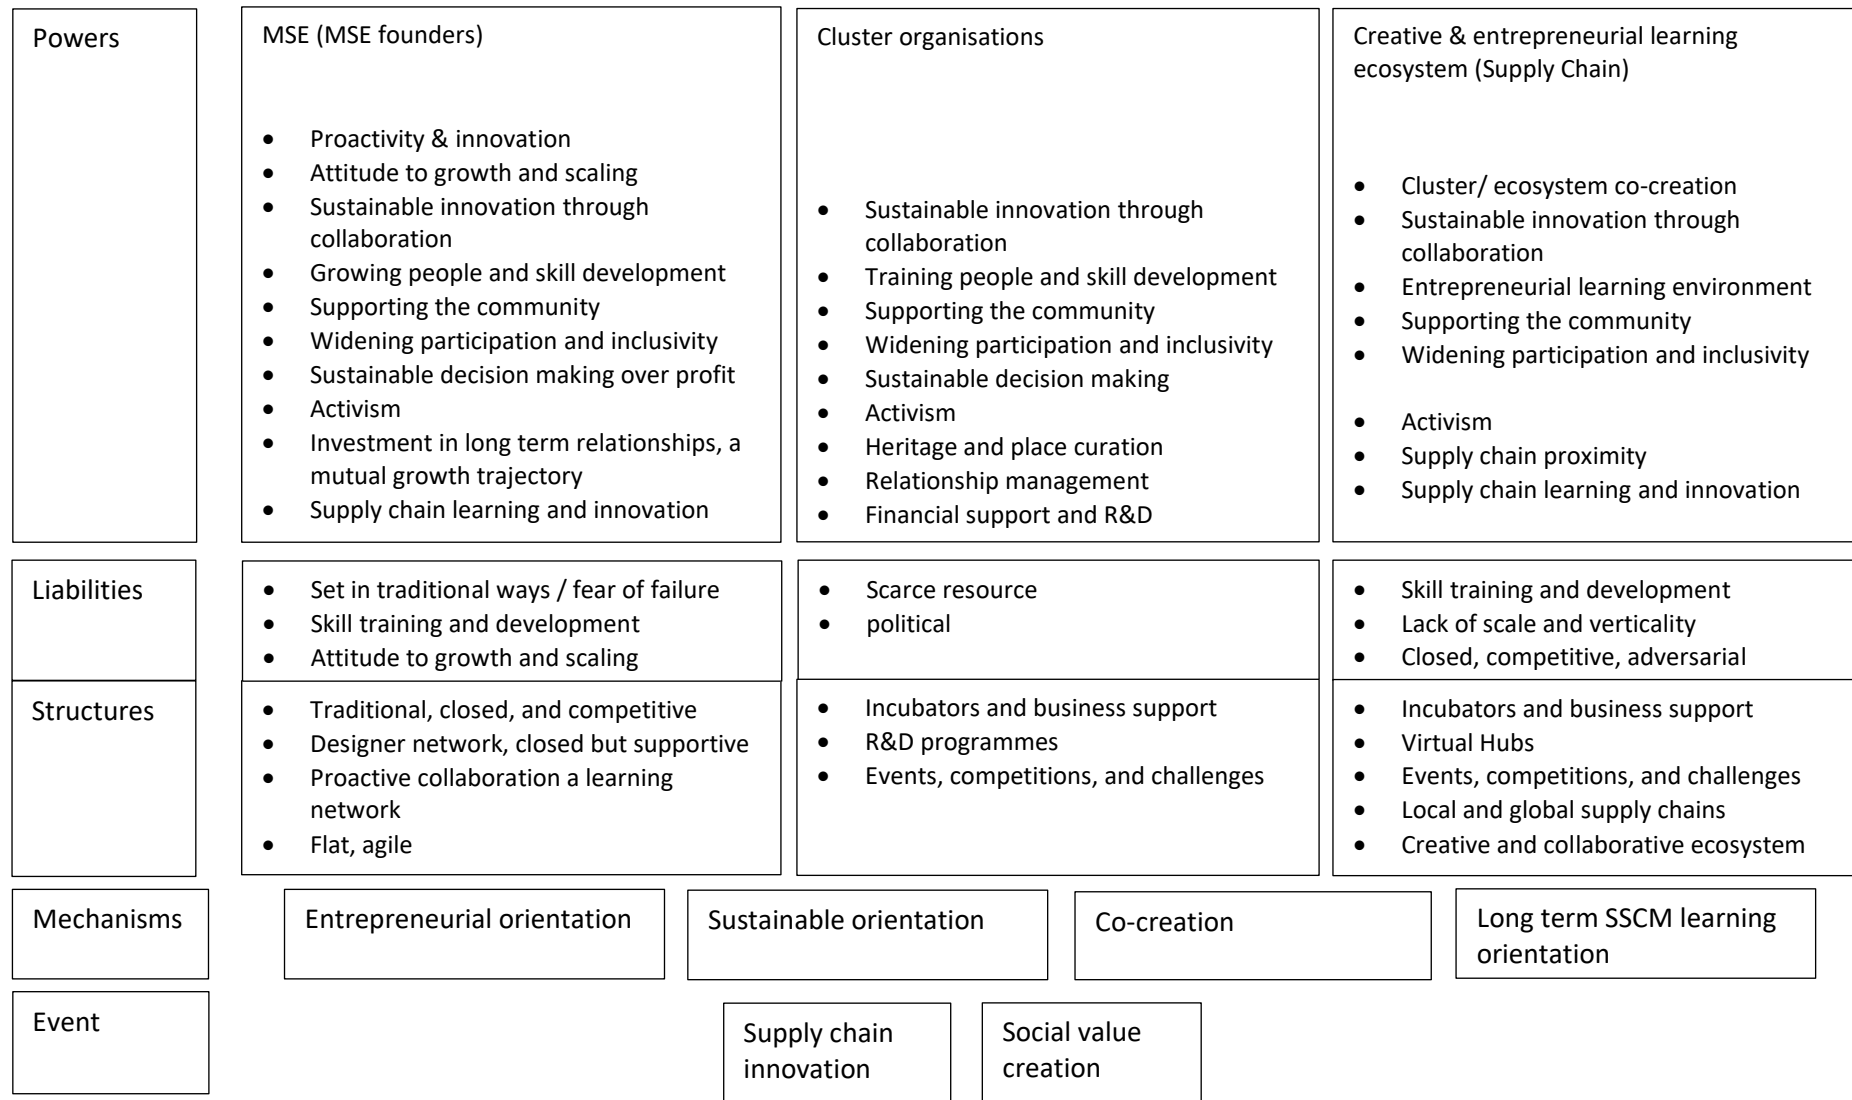 Powers
MSE (MSE founders)
• Proactivity & innovation
• Attitude to growth and scaling
• Sustainable innovation through
collaboration
• Growing people and skill development
• Supporting the community
• Widening participation and inclusivity
• Sustainable decision making over profit
• Activism
• Investment in long term relationships, a
mutual growth trajectory
• Supply chain learning and innovation
Cluster organisations
• Sustainable innovation through
collaboration
• Training people and skill development
• Supporting the community
• Widening participation and inclusivity
• Sustainable decision making
• Activism
• Heritage and place curation
• Relationship management
• Financial support and R&D
Creative & entrepreneurial learning
ecosystem (Supply Chain)
• Cluster/ ecosystem co-creation
• Sustainable innovation through
collaboration
• Entrepreneurial learning environment
• Supporting the community
• Widening participation and inclusivity
• Activism
• Supply chain proximity
• Supply chain learning and innovation
Liabilities
• Set in traditional ways / fear of failure
• Skill training and development
• Attitude to growth and scaling
• Scarce resource
• political
• Skill training and development
• Lack of scale and verticality
• Closed, competitive, adversarial
Structures
• Traditional, closed, and competitive
• Designer network, closed but supportive
• Proactive collaboration a learning
network
• Flat, agile
• Incubators and business support
• R&D programmes
• Events, competitions, and challenges
• Incubators and business support
• Virtual Hubs
• Events, competitions, and challenges
• Local and global supply chains
• Creative and collaborative ecosystem
Mechanisms
Entrepreneurial orientation
Sustainable orientation
Co-creation
Long term SSCM learning
orientation
Event
Supply chain
innovation
Social value
creation